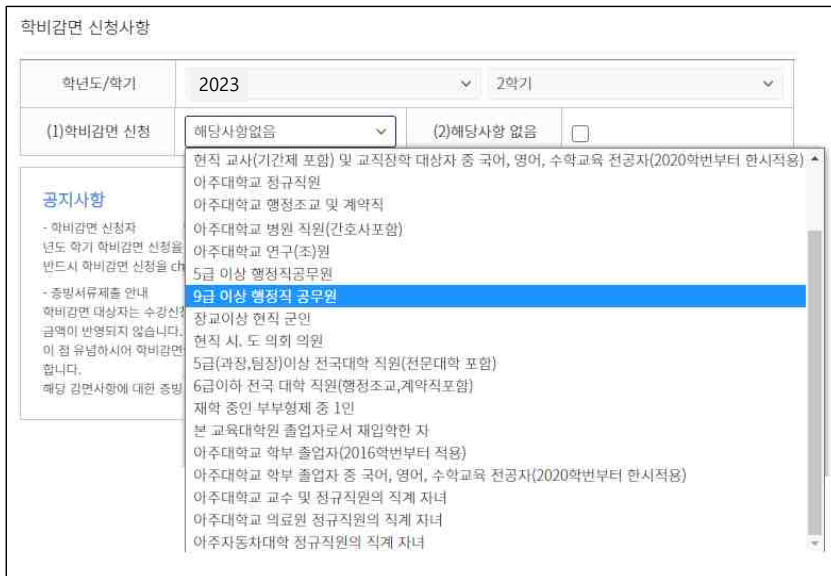 학비감면 신청사항
학년도/학기 2023 2학기
(1)학비감면 신청 해당사항없음 (2)해당사항 없음
현직 교사(기간제 포함) 및 교직장학 대상자 중 국어, 영어, 수학교육 전공자(2020학번부터 한시적용)
아주대학교 정규직원
아주대학교 행정조교 및 계약직
아주대학교 병원 직원(간호사포함)
아주대학교 연구(조)원
5급 이상 행정직공무원
9급 이상 행정직 공무원
장교이상 현직 군인
현직 시. 도 의회 의원
5급(과장,팀장)이상 전국대학 직원(전문대학 포함)
6급이하 전국 대학 직원(행정조교,계약직포함)
재학 중인 부부형제 중 1인
본 교육대학원 졸업자로서 재입학한 자
아주대학교 학부 졸업자(2016학번부터 적용)
아주대학교 학부 졸업자 중 국어, 영어, 수학교육 전공자(2020학번부터 한시적용)
아주대학교 교수 및 정규직원의 직계 자녀
아주대학교 의료원 정규직원의 직계 자녀
아주자동차대학 정규직원의 직계 자녀
공지사항
- 학비감면 신청자
년도 학기 학비감면 신청을
반드시 학비감면 신청을 ch
- 증빙서류제출 안내
학비감면 대상자는 수강신청
금액이 반영되지 않습니다.
이 점 유념하시어 학비감면
합니다.
해당 감면사항에 대한 증빙